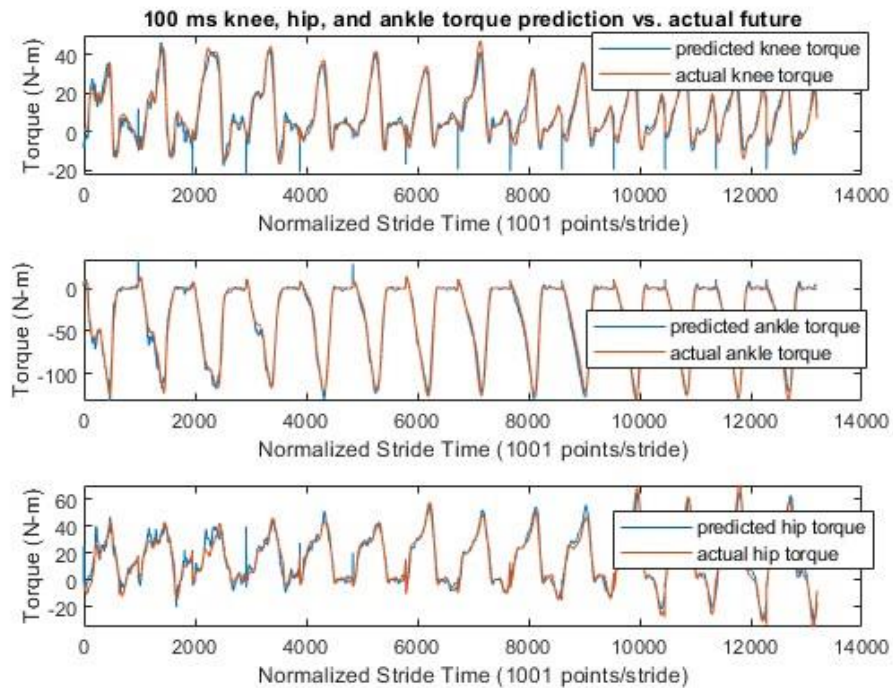 100 ms knee, hip, and ankle torque prediction vs. actual future
Torque (N-m)
40
20
0
-20
predicted knee torque
actual knee torque
0 2000 4000 6000 8000 10000 12000 14000
Normalized Stride Time (1001 points/stride)
Torque (N-m)
0
-50
-100
predicted ankle torque
actual ankle torque
0 2000 4000 6000 8000 10000 12000 14000
Normalized Stride Time (1001 points/stride)
Torque (N-m)
60
40
20
0
-20
predicted hip torque
actual hip torque
0 2000 4000 6000 8000 10000 12000 14000
Normalized Stride Time (1001 points/stride)